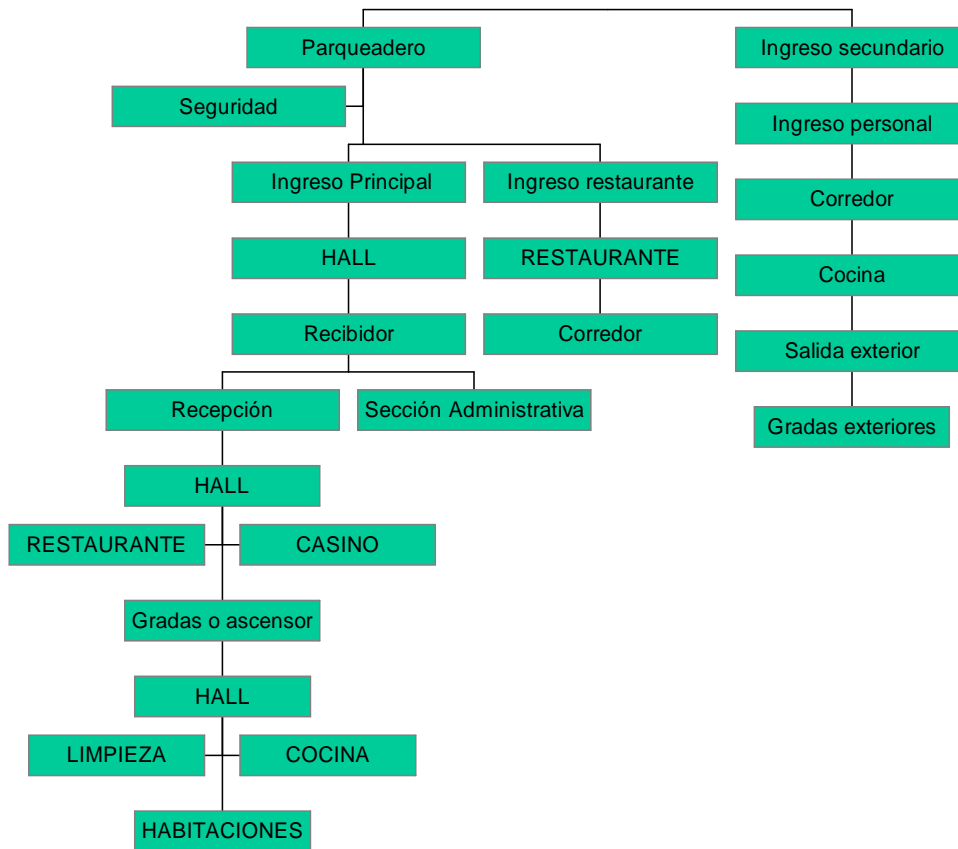 Parqueadero
Ingreso secundario
Seguridad
Ingreso personal
Ingreso Principal
Ingreso restaurante
Corredor
HALL
RESTAURANTE
Cocina
Recibidor
Corredor
Salida exterior
Recepción
Sección Administrativa
Gradas exteriores
HALL
RESTAURANTE
CASINO
Gradas o ascensor
HALL
LIMPIEZA
COCINA
HABITACIONES